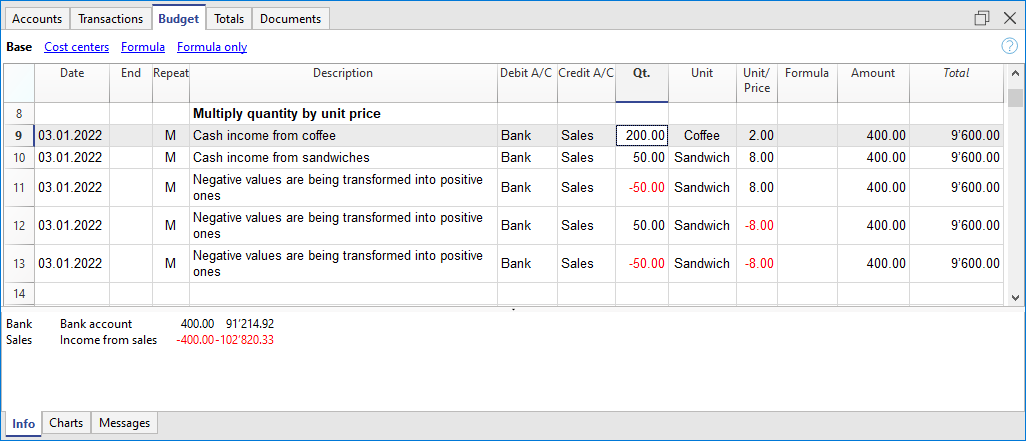 Accounts Transactions Budget Totals Documents
Base Cost centers Formula Formula only ?
Date End Repeat Description Debit A/C Credit A/C Qt. Unit Unit/ Formula Amount Total
Price
8 Multiply quantity by unit price
9 03.01.2022 M Cash income from coffee Bank Sales 200.00 Coffee 2.00 400.00 9'600.00
10 03.01.2022 M Cash income from sandwiches Bank Sales 50.00 Sandwich 8.00 400.00 9'600.00
11 03.01.2022 M Negative values are being transformed into positive Bank Sales -50.00 Sandwich 8.00 400.00 9'600.00
ones
12 03.01.2022 M Negative values are being transformed into positive Bank Sales 50.00 Sandwich -8.00 400.00 9'600.00
ones
13 03.01.2022 M Negative values are being transformed into positive Bank Sales -50.00 Sandwich -8.00 400.00 9'600.00
ones
14
Bank Bank account 400.00 91'214.92
Sales Income from sales -400.00 -102'820.33
Info Charts Messages